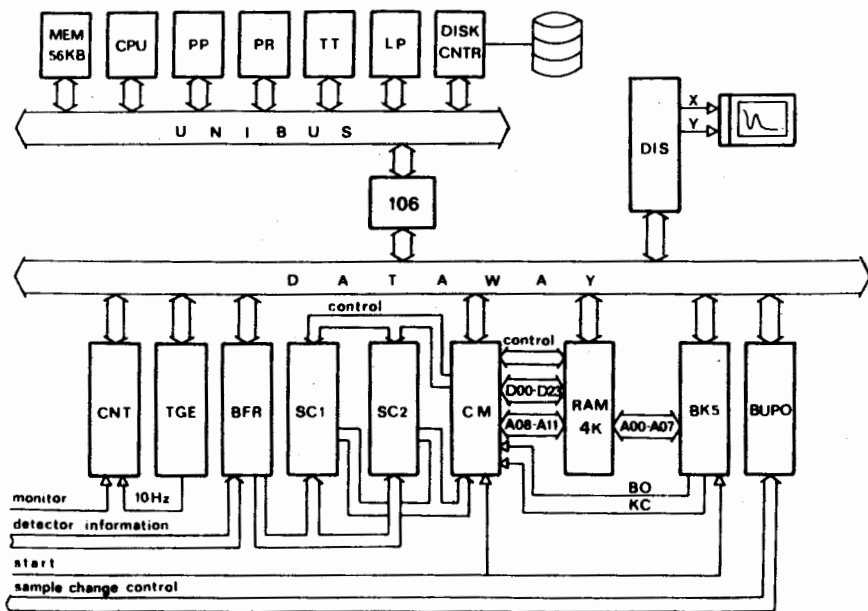 MEM 56KB
CPU
PP
PR
TT
LP
DISK CNTR
UNIBUS
X
Y
DIS
106
DATAWAY
control
control
CNT
TGE
BFR
SC1
SC2
CM
D00-D23
A08-A11
RAM 4K
A00-A07
BK5
BUPO
monitor
10Hz
BO
KC
detector information
start
sample change control